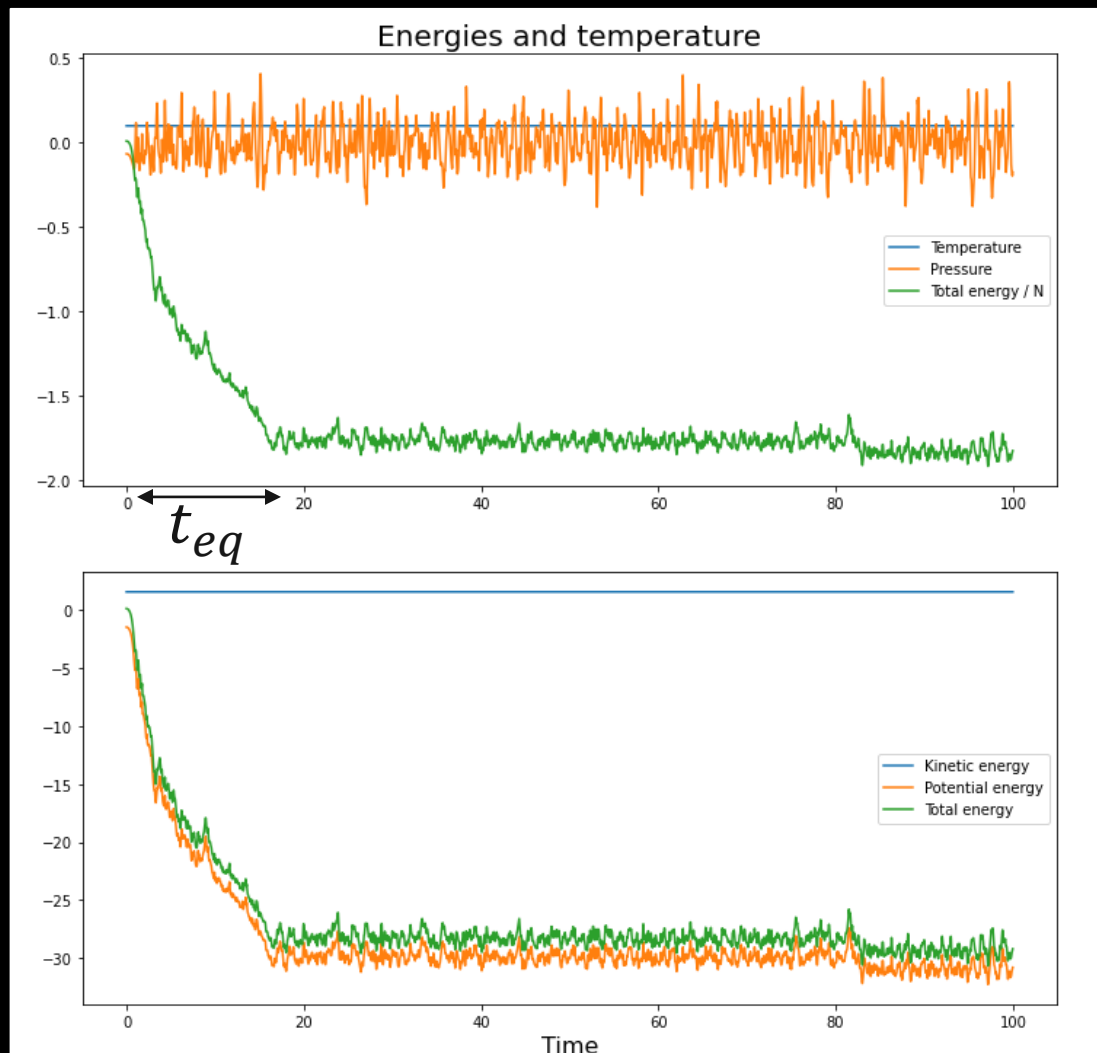 Energies and temperature
0.5
0.0
−0.5
−1.0
−1.5
−2.0
Temperature
Pressure
Total energy / N
0 20 40 60 80 100
t_eq
0
−5
−10
−15
−20
−25
−30
Kinetic energy
Potential energy
Total energy
0 20 40 60 80 100
Time